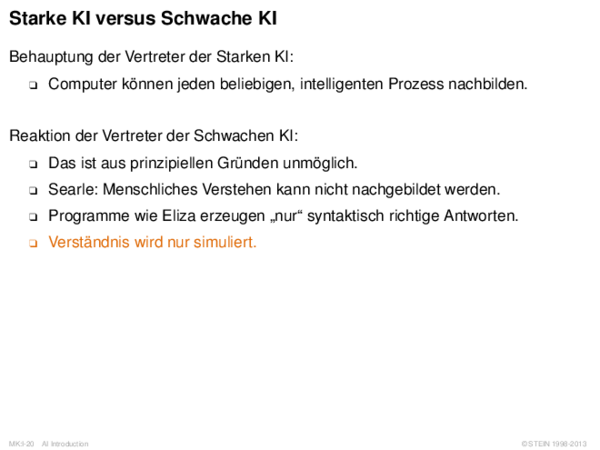 Starke KI versus Schwache KI
Behauptung der Vertreter der Starken KI:
❑ Computer können jeden beliebigen, intelligenten Prozess nachbilden.
Reaktion der Vertreter der Schwachen KI:
❑ Das ist aus prinzipiellen Gründen unmöglich.
❑ Searle: Menschliches Verstehen kann nicht nachgebildet werden.
❑ Programme wie Eliza erzeugen „nur“ syntaktisch richtige Antworten.
❑ Verständnis wird nur simuliert.
MK:I-20 AI Introduction © STEIN 1998-2013